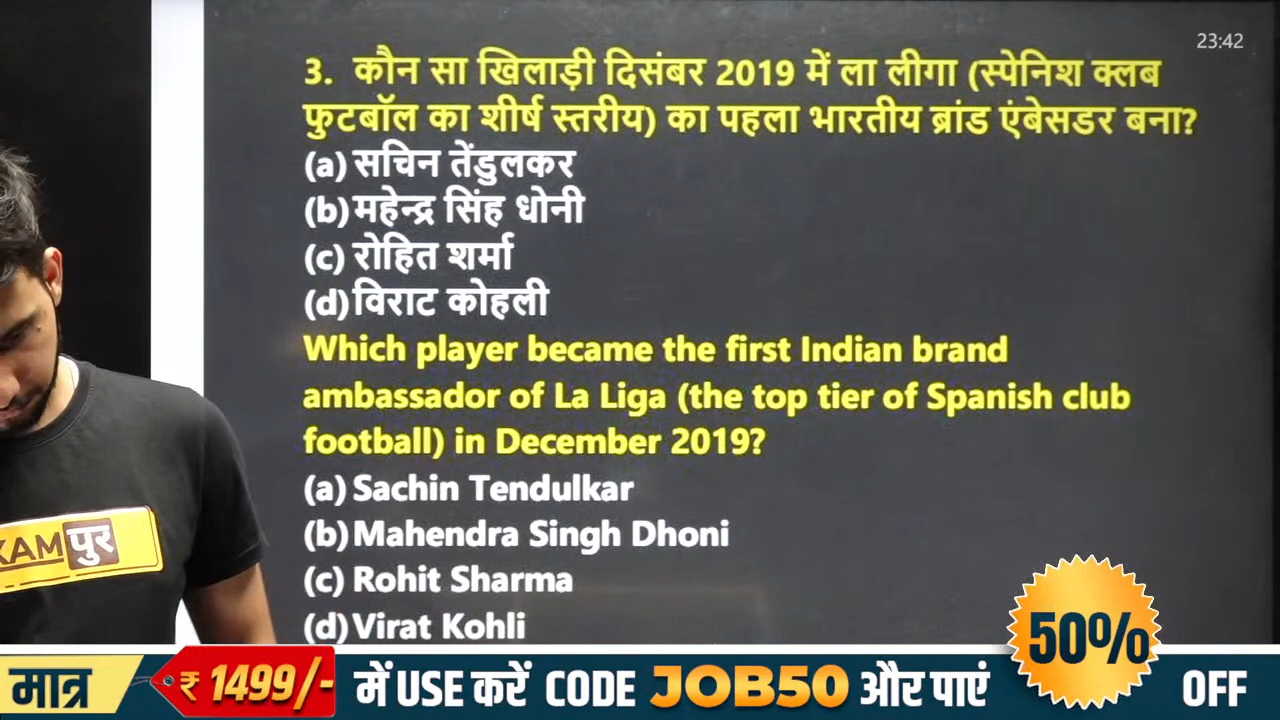 23:42
3. कौन सा खिलाड़ी दिसंबर 2019 में ला लीगा (स्पेनिश क्लब
फुटबॉल का शीर्ष स्तरीय) का पहला भारतीय ब्रांड एंबेसडर बना?
(a) सचिन तेंडुलकर
(b) महेन्द्र सिंह धोनी
(c) रोहित शर्मा
(d) विराट कोहली
Which player became the first Indian brand
ambassador of La Liga (the top tier of Spanish club
football) in December 2019?
(a) Sachin Tendulkar
(b) Mahendra Singh Dhoni
(c) Rohit Sharma
(d) Virat Kohli
XAM पुर
मात्र ₹ 1499/- में USE करें CODE JOB50 और पाएं 50% OFF